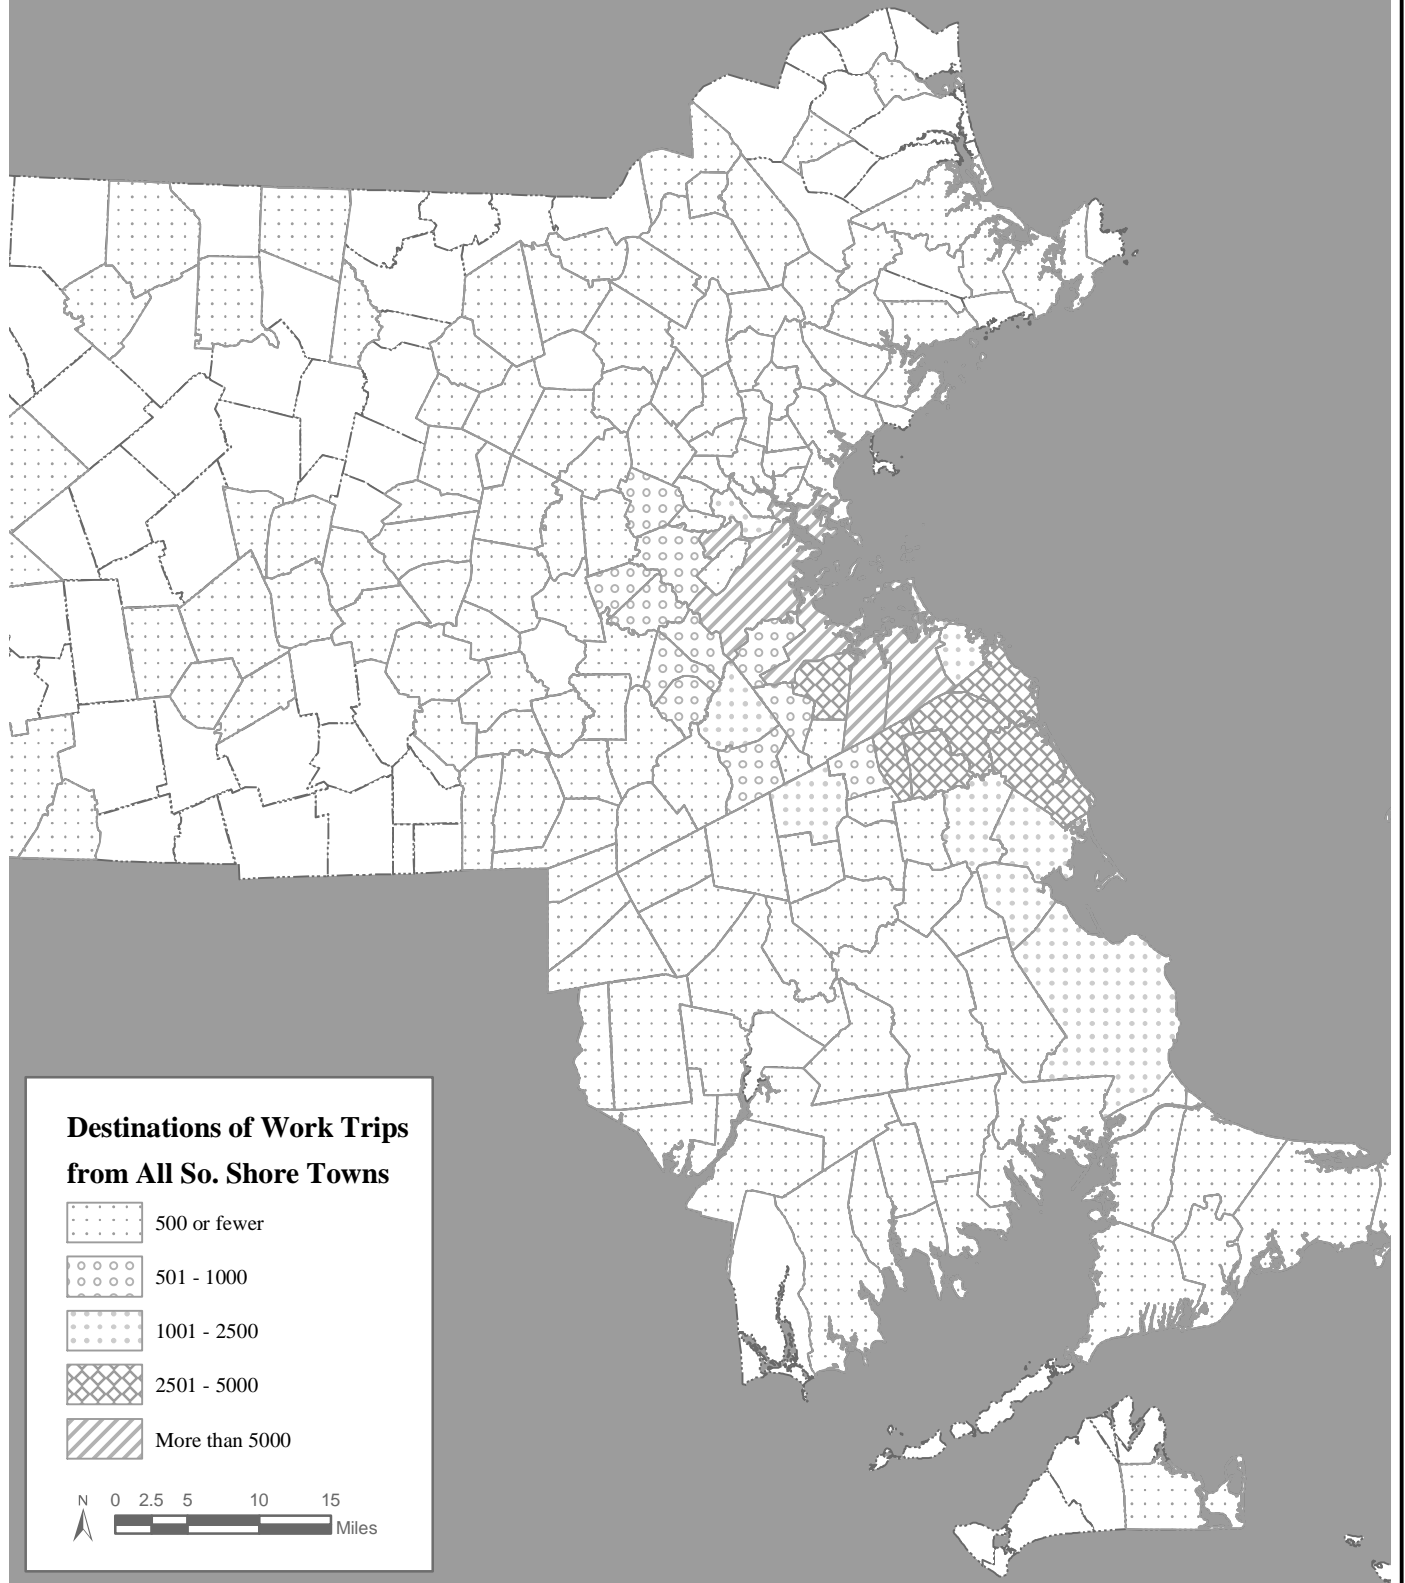 Destinations of Work Trips
from All So. Shore Towns
500 or fewer
501 - 1000
1001 - 2500
2501 - 5000
More than 5000
N 0 2.5 5 10 15
Miles